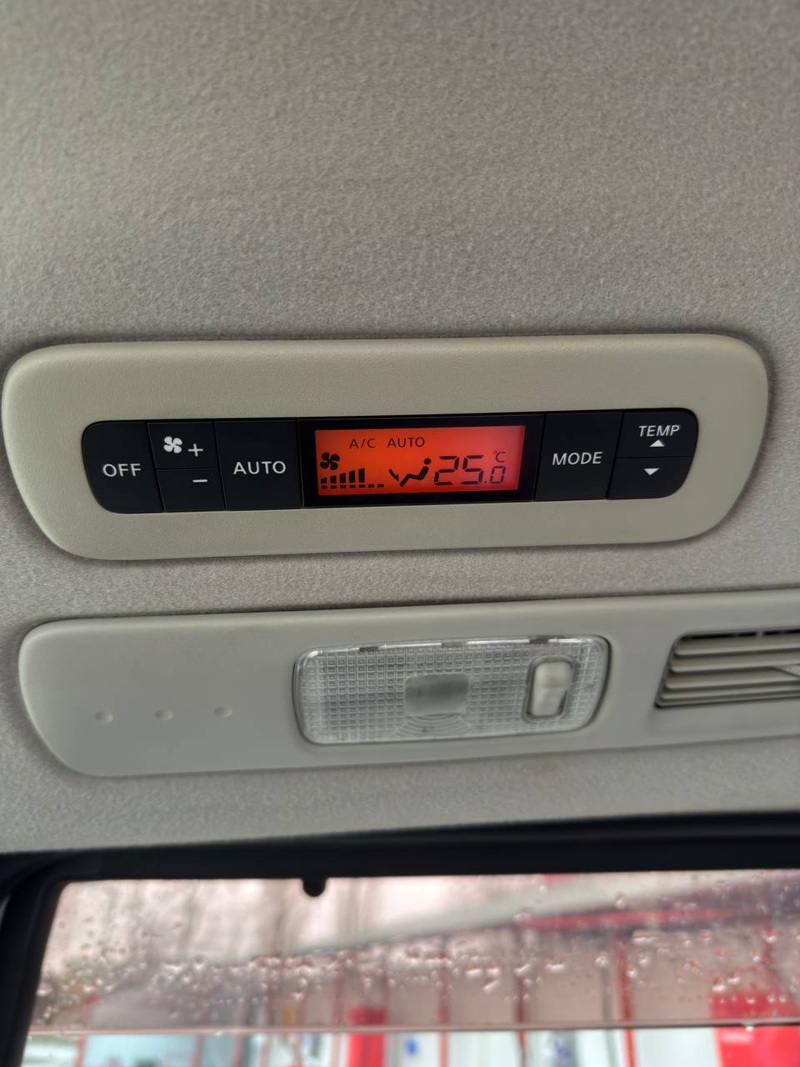 OFF
+
−
AUTO
A/C AUTO
25.0 °C
MODE
TEMP